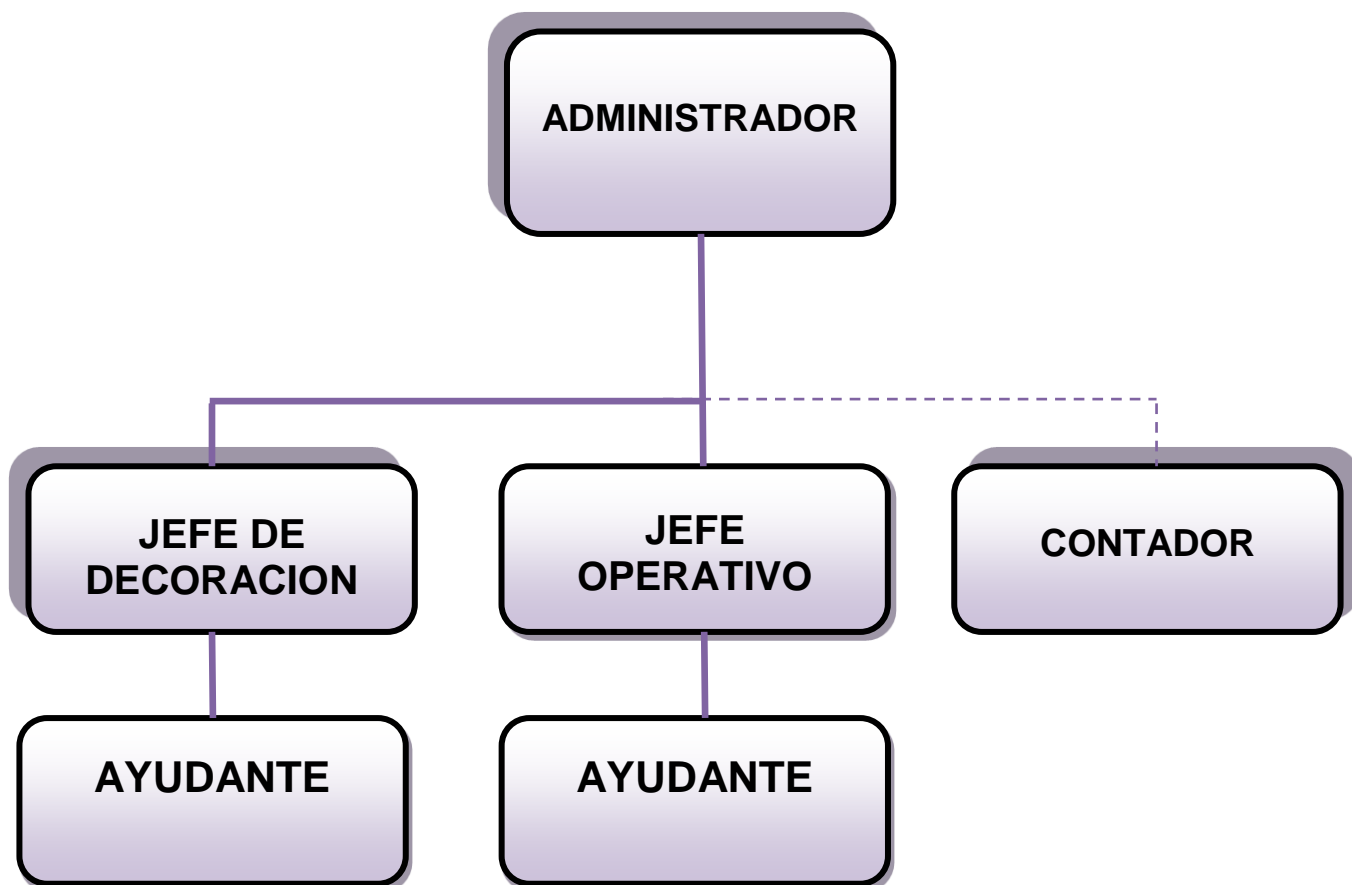 ADMINISTRADOR
JEFE DE
DECORACION
JEFE
OPERATIVO
CONTADOR
AYUDANTE
AYUDANTE